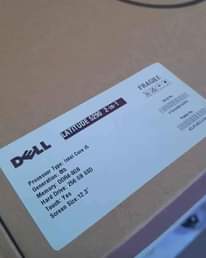 DELL
LATITUDE 5290 2-in-1
Processor Type: Intel Core i5
Generation: 8th
Memory: DDR4 8GB
Hard Drive: 256 GB SSD
Touch: Yes
Screen Size: 12.3"
FRAGILE